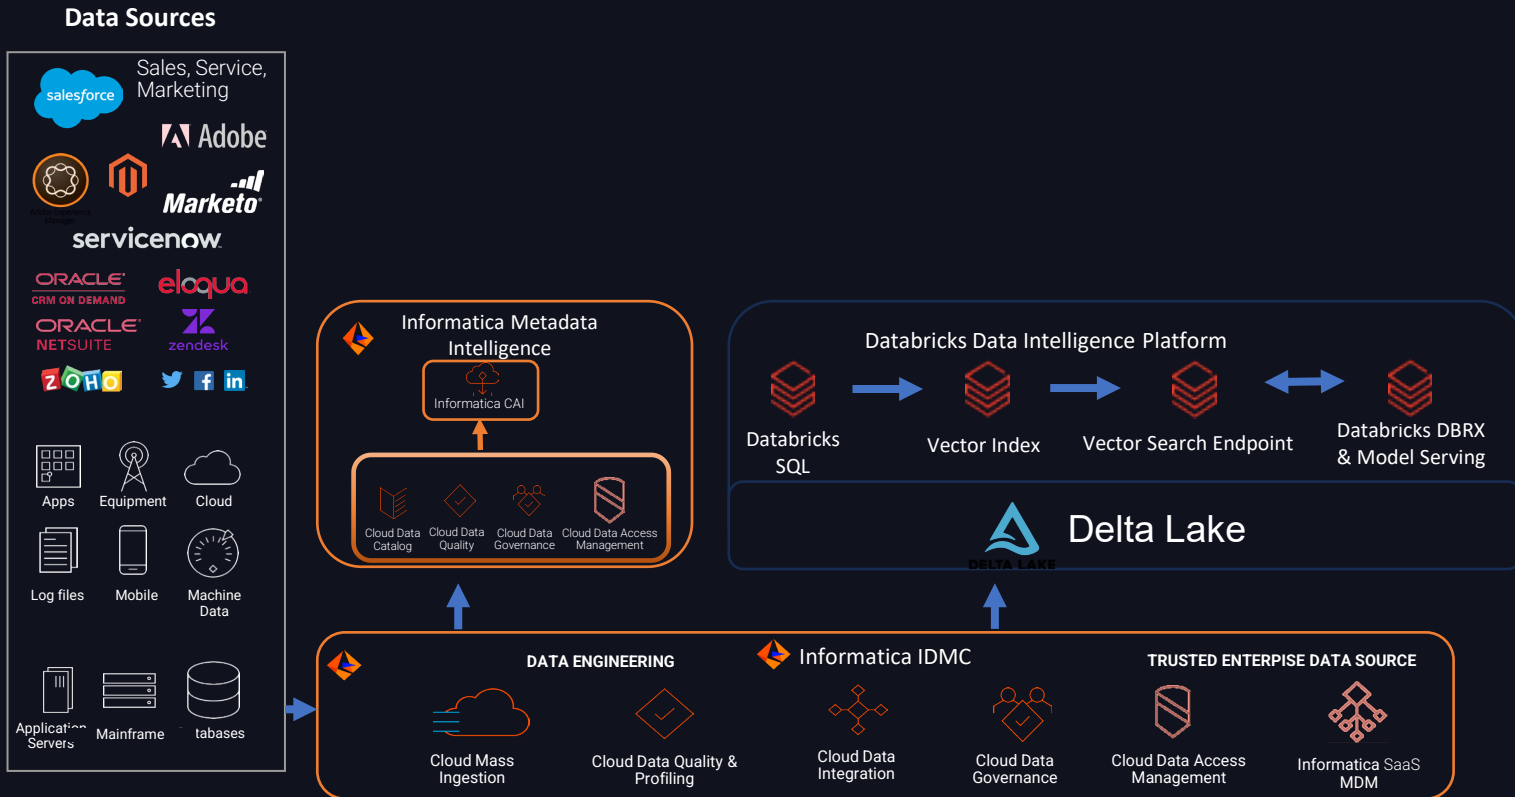 Data Sources
Sales, Service,
Marketing
salesforce
Adobe
Marketo
servicenow
ORACLE
CRM ON DEMAND
eloqua
ORACLE
NETSUITE
zendesk
ZOHO
in
Apps
Equipment
Cloud
Log files
Mobile
Machine
Data
Application
Servers
Mainframe
tabases
Informatica Metadata
Intelligence
Informatica CAI
Cloud Data
Catalog
Cloud Data
Quality
Cloud Data
Governance
Cloud Data Access
Management
Databricks Data Intelligence Platform
Databricks
SQL
Vector Index
Vector Search Endpoint
Databricks DBRX
& Model Serving
Delta Lake
DELTA LAKE
DATA ENGINEERING
Informatica IDMC
TRUSTED ENTERPISE DATA SOURCE
Cloud Mass
Ingestion
Cloud Data Quality &
Profiling
Cloud Data
Integration
Cloud Data
Governance
Cloud Data Access
Management
Informatica SaaS
MDM